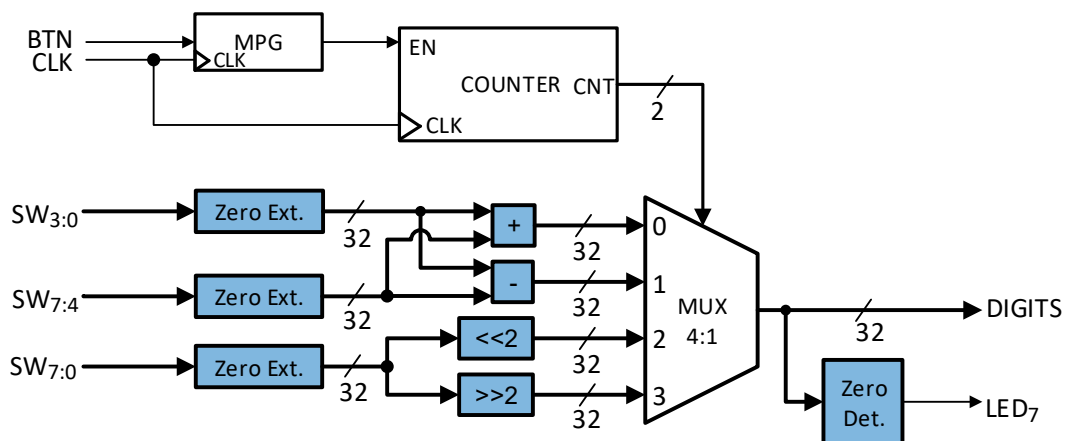 BTN
CLK
MPG
CLK
EN
COUNTER
CNT
CLK
2
SW3:0
Zero Ext.
32
+
32
0
SW7:4
Zero Ext.
32
-
32
1
MUX
4:1
32
DIGITS
SW7:0
Zero Ext.
32
<<2
32
2
>>2
32
3
Zero
Det.
LED7